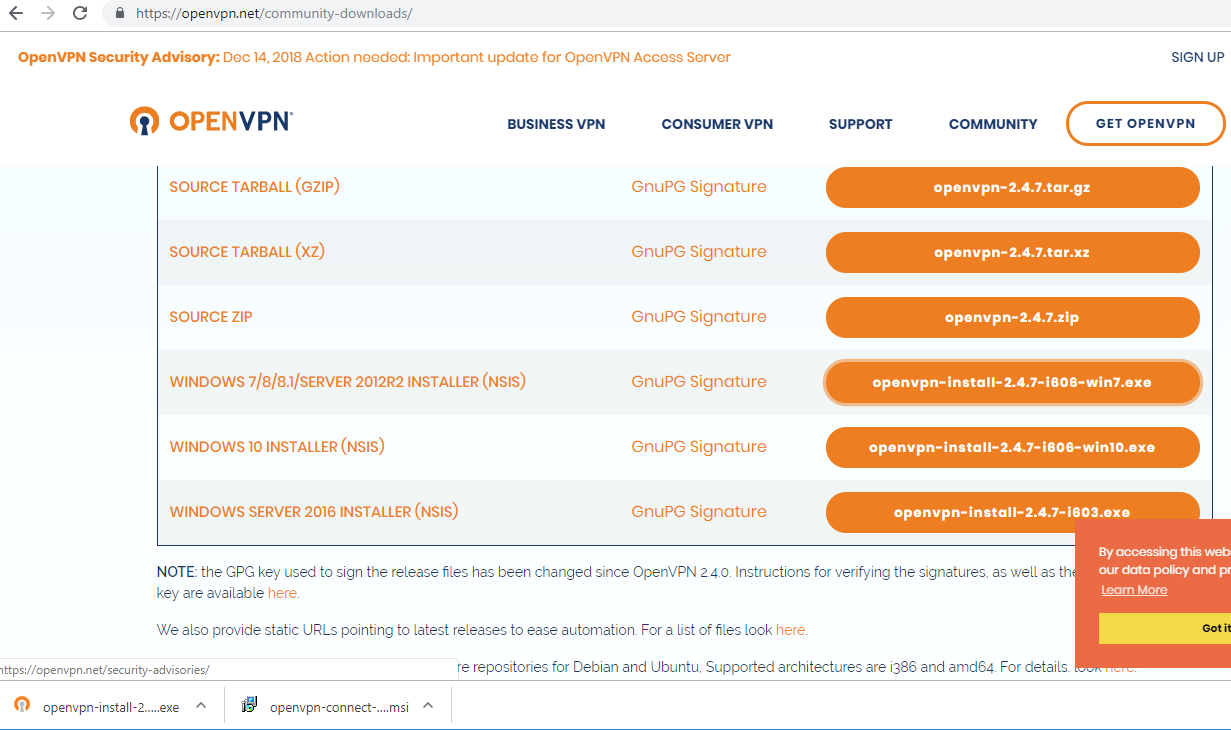 https://openvpn.net/community-downloads/
OpenVPN Security Advisory: Dec 14, 2018 Action needed: Important update for OpenVPN Access Server
SIGN UP
OPENVPN
BUSINESS VPN CONSUMER VPN SUPPORT COMMUNITY GET OPENVPN
SOURCE TARBALL (GZIP) GnuPG Signature openvpn-2.4.7.tar.gz
SOURCE TARBALL (XZ) GnuPG Signature openvpn-2.4.7.tar.xz
SOURCE ZIP GnuPG Signature openvpn-2.4.7.zip
WINDOWS 7/8/8.1/SERVER 2012R2 INSTALLER (NSIS) GnuPG Signature openvpn-install-2.4.7-i606-win7.exe
WINDOWS 10 INSTALLER (NSIS) GnuPG Signature openvpn-install-2.4.7-i606-win10.exe
WINDOWS SERVER 2016 INSTALLER (NSIS) GnuPG Signature openvpn-install-2.4.7-i603.exe
NOTE: the GPG key used to sign the release files has been changed since OpenVPN 2.4.0. Instructions for verifying the signatures, as well as the
key are available here.
We also provide static URLs pointing to latest releases to ease automation. For a list of files look here.
re repositories for Debian and Ubuntu, Supported architectures are i386 and amd64. For details. look here.
By accessing this web
our data policy and pr
Learn More
Got it
https://openvpn.net/security-advisories/
openvpn-install-2.....exe
openvpn-connect-....msi